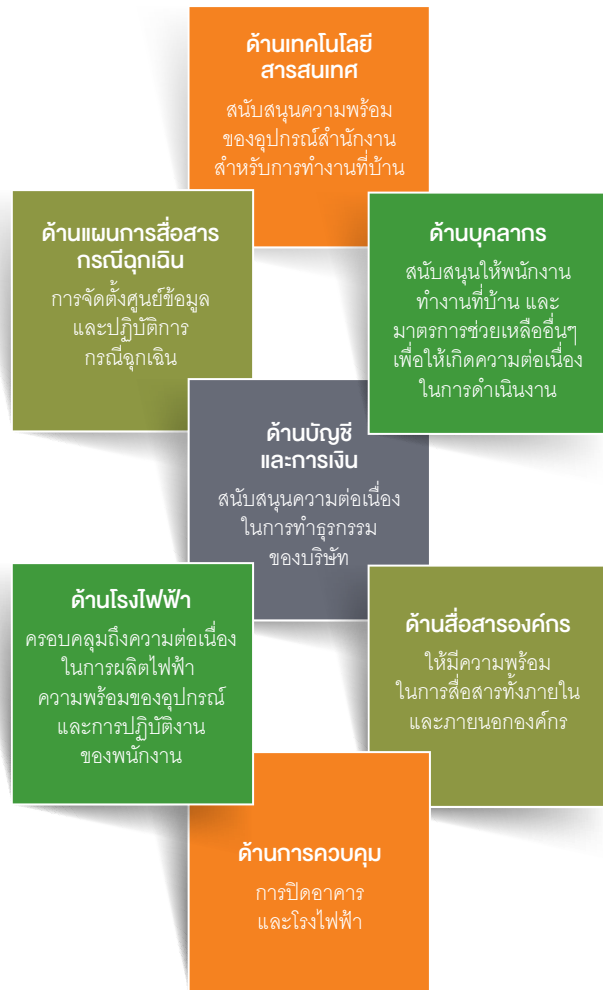 ด้านเทคโนโลยี
สารสนเทศ
สนับสนุนความพร้อม
ของอุปกรณ์สำนักงาน
สำหรับการทำงานที่บ้าน
ด้านแผนการสื่อสาร
กรณีฉุกเฉิน
การจัดตั้งศูนย์ข้อมูล
และปฏิบัติการ
กรณีฉุกเฉิน
ด้านบุคลากร
สนับสนุนให้พนักงาน
ทำงานที่บ้าน และ
มาตรการช่วยเหลืออื่นๆ
เพื่อให้เกิดความต่อเนื่อง
ในการดำเนินงาน
ด้านบัญชี
และการเงิน
สนับสนุนความต่อเนื่อง
ในการทำธุรกรรม
ของบริษัท
ด้านโรงไฟฟ้า
ครอบคลุมถึงความต่อเนื่อง
ในการผลิตไฟฟ้า
ความพร้อมของอุปกรณ์
และการปฏิบัติงาน
ของพนักงาน
ด้านสื่อสารองค์กร
ให้มีความพร้อม
ในการสื่อสารทั้งภายใน
และภายนอกองค์กร
ด้านการควบคุม
การปิดอาคาร
และโรงไฟฟ้า